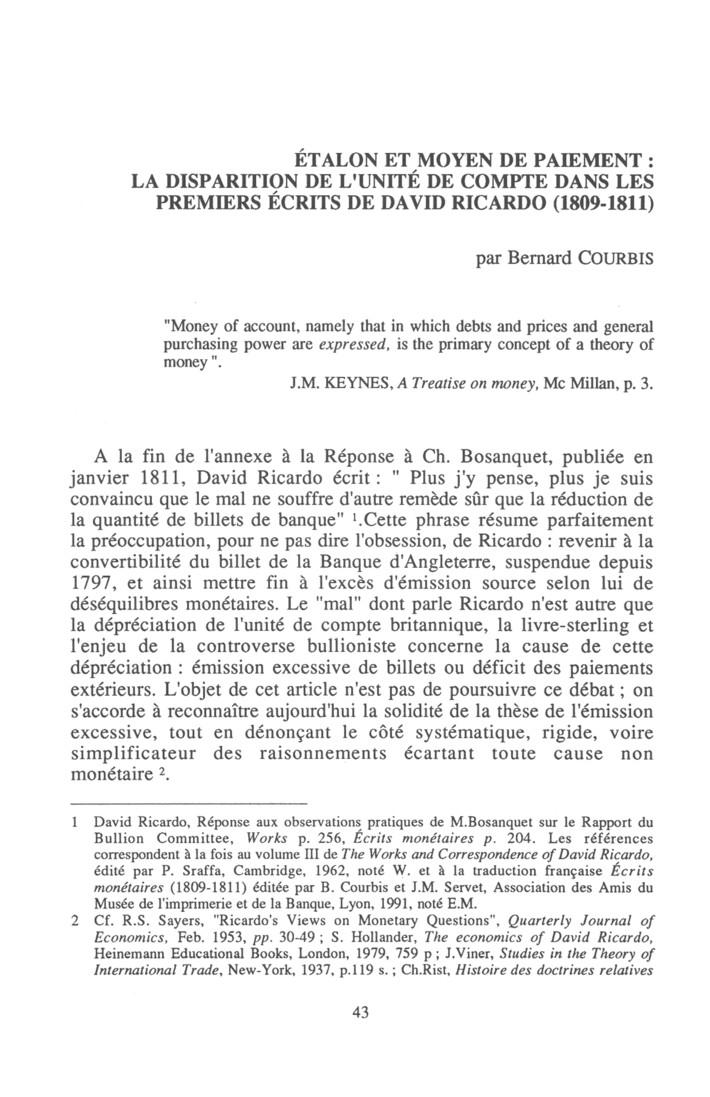 ÉTALON ET MOYEN DE PAIEMENT :
LA DISPARITION DE L'UNITÉ DE COMPTE DANS LES
PREMIERS ÉCRITS DE DAVID RICARDO (1809-1811)
par Bernard COURBIS
"Money of account, namely that in which debts and prices and general
purchasing power are expressed, is the primary concept of a theory of
money ".
J.M. KEYNES, A Treatise on money, Mc Millan, p. 3.
A la fin de l'annexe à la Réponse à Ch. Bosanquet, publiée en
janvier 1811, David Ricardo écrit : " Plus j'y pense, plus je suis
convaincu que le mal ne souffre d'autre remède sûr que la réduction de
la quantité de billets de banque" 1.Cette phrase résume parfaitement
la préoccupation, pour ne pas dire l'obsession, de Ricardo : revenir à la
convertibilité du billet de la Banque d'Angleterre, suspendue depuis
1797, et ainsi mettre fin à l'excès d'émission source selon lui de
déséquilibres monétaires. Le "mal" dont parle Ricardo n'est autre que
la dépréciation de l'unité de compte britannique, la livre-sterling et
l'enjeu de la controverse bullioniste concerne la cause de cette
dépréciation : émission excessive de billets ou déficit des paiements
extérieurs. L'objet de cet article n'est pas de poursuivre ce débat ; on
s'accorde à reconnaître aujourd'hui la solidité de la thèse de l'émission
excessive, tout en dénonçant le côté systématique, rigide, voire
simplificateur des raisonnements écartant toute cause non
monétaire 2.
1 David Ricardo, Réponse aux observations pratiques de M.Bosanquet sur le Rapport du
Bullion Committee, Works p. 256, Écrits monétaires p. 204. Les références
correspondent à la fois au volume III de The Works and Correspondence of David Ricardo,
édité par P. Sraffa, Cambridge, 1962, noté W. et à la traduction française Écrits
monétaires (1809-1811) éditée par B. Courbis et J.M. Servet, Association des Amis du
Musée de l'imprimerie et de la Banque, Lyon, 1991, noté E.M.
2 Cf. R.S. Sayers, "Ricardo's Views on Monetary Questions", Quarterly Journal of
Economics, Feb. 1953, pp. 30-49 ; S. Hollander, The economics of David Ricardo,
Heinemann Educational Books, London, 1979, 759 p ; J.Viner, Studies in the Theory of
International Trade, New-York, 1937, p.119 s. ; Ch.Rist, Histoire des doctrines relatives
43